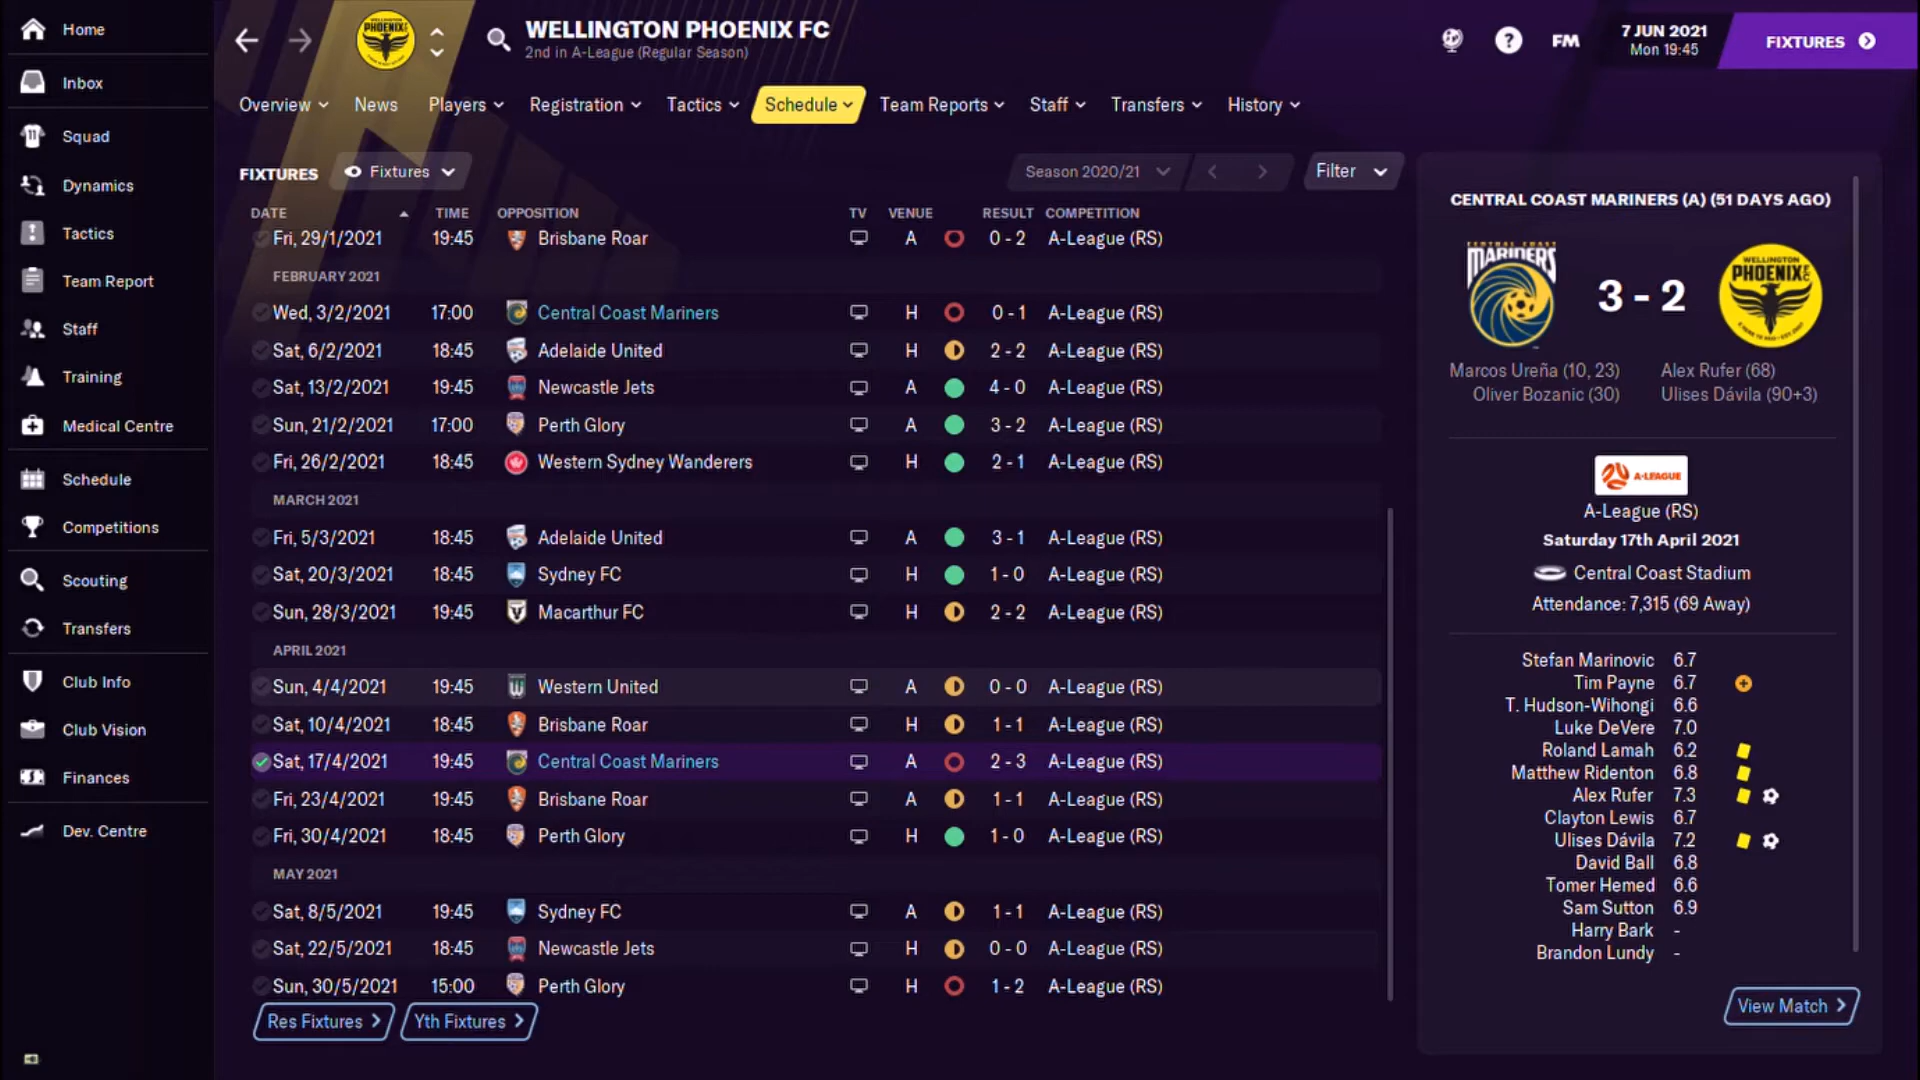 Home
Inbox
Squad
Dynamics
Tactics
Team Report
Staff
Training
Medical Centre
Schedule
Competitions
Scouting
Transfers
Club Info
Club Vision
Finances
Dev. Centre
WELLINGTON PHOENIX FC
2nd in A-League (Regular Season)
FM
7 JUN 2021
Mon 19:45
FIXTURES
Overview News Players Registration Tactics Schedule Team Reports Staff Transfers History
FIXTURES Fixtures Season 2020/21 Filter
DATE TIME OPPOSITION TV VENUE RESULT COMPETITION
Fri, 29/1/2021 19:45 Brisbane Roar A 0 - 2 A-League (RS)
FEBRUARY 2021
Wed, 3/2/2021 17:00 Central Coast Mariners H 0 - 1 A-League (RS)
Sat, 6/2/2021 18:45 Adelaide United H 2 - 2 A-League (RS)
Sat, 13/2/2021 19:45 Newcastle Jets A 4 - 0 A-League (RS)
Sun, 21/2/2021 17:00 Perth Glory A 3 - 2 A-League (RS)
Fri, 26/2/2021 18:45 Western Sydney Wanderers H 2 - 1 A-League (RS)
MARCH 2021
Fri, 5/3/2021 18:45 Adelaide United A 3 - 1 A-League (RS)
Sat, 20/3/2021 18:45 Sydney FC H 1 - 0 A-League (RS)
Sun, 28/3/2021 19:45 Macarthur FC H 2 - 2 A-League (RS)
APRIL 2021
Sun, 4/4/2021 19:45 Western United A 0 - 0 A-League (RS)
Sat, 10/4/2021 18:45 Brisbane Roar H 1 - 1 A-League (RS)
Sat, 17/4/2021 19:45 Central Coast Mariners A 2 - 3 A-League (RS)
Fri, 23/4/2021 19:45 Brisbane Roar A 1 - 1 A-League (RS)
Fri, 30/4/2021 18:45 Perth Glory H 1 - 0 A-League (RS)
MAY 2021
Sat, 8/5/2021 19:45 Sydney FC A 1 - 1 A-League (RS)
Sat, 22/5/2021 18:45 Newcastle Jets H 0 - 0 A-League (RS)
Sun, 30/5/2021 15:00 Perth Glory H 1 - 2 A-League (RS)
Res Fixtures Yth Fixtures
CENTRAL COAST MARINERS (A) (51 DAYS AGO)
CENTRAL COAST
MARINERS
WELLINGTON
PHOENIX
3 - 2
Marcos Ureña (10, 23) Alex Rufer (68)
Oliver Bozanic (30) Ulises Dávila (90+3)
A-LEAGUE
A-League (RS)
Saturday 17th April 2021
Central Coast Stadium
Attendance: 7,315 (69 Away)
Stefan Marinovic 6.7
Tim Payne 6.7
T. Hudson-Wihongi 6.6
Luke DeVere 7.0
Roland Lamah 6.2
Matthew Ridenton 6.8
Alex Rufer 7.3
Clayton Lewis 6.7
Ulises Dávila 7.2
David Ball 6.8
Tomer Hemed 6.6
Sam Sutton 6.9
Harry Bark -
Brandon Lundy -
View Match